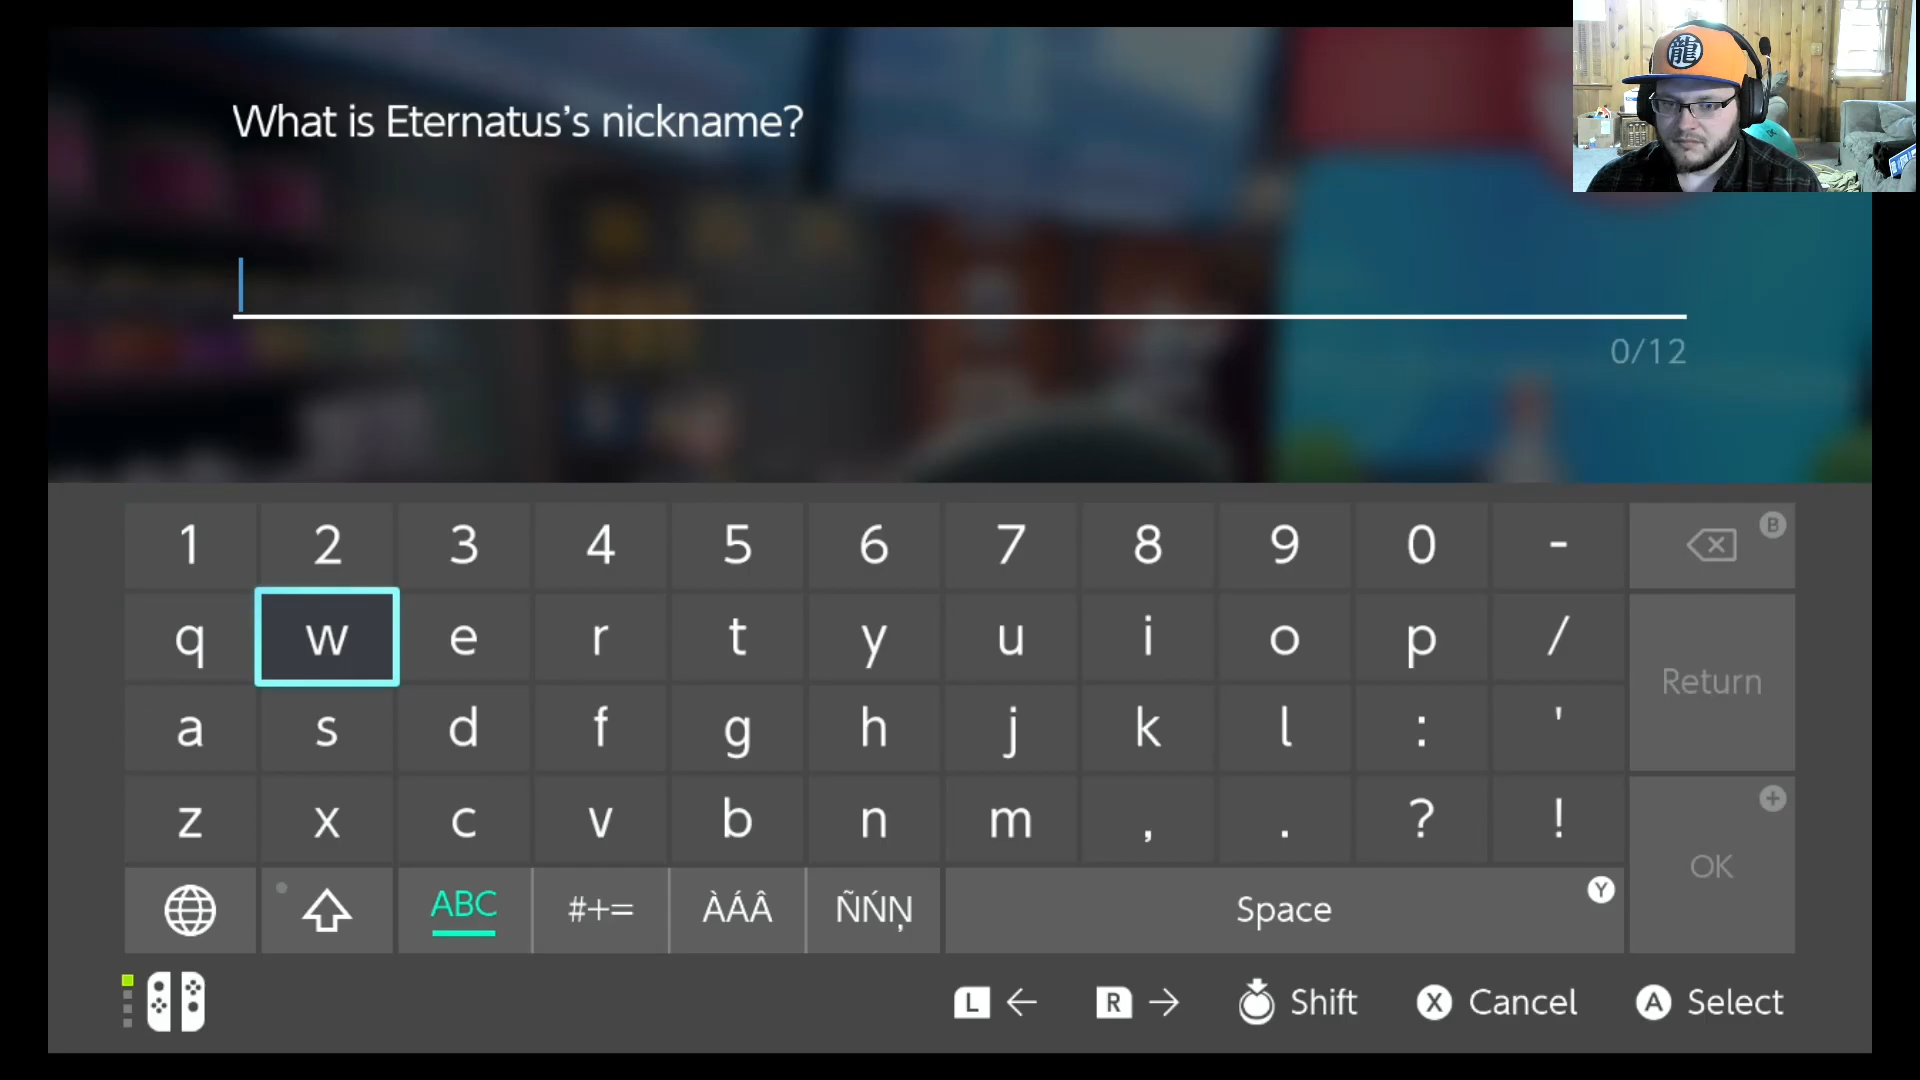 What is Eternatus's nickname?
0/12
1 2 3 4 5 6 7 8 9 0 - B
q w e r t y u i o p /
Return
a s d f g h j k l : '
z x c v b n m , . ? ! +
ABC #+= ÀÁÂ ÑŃŅ Space Y OK
L ← R → Shift X Cancel A Select
龍